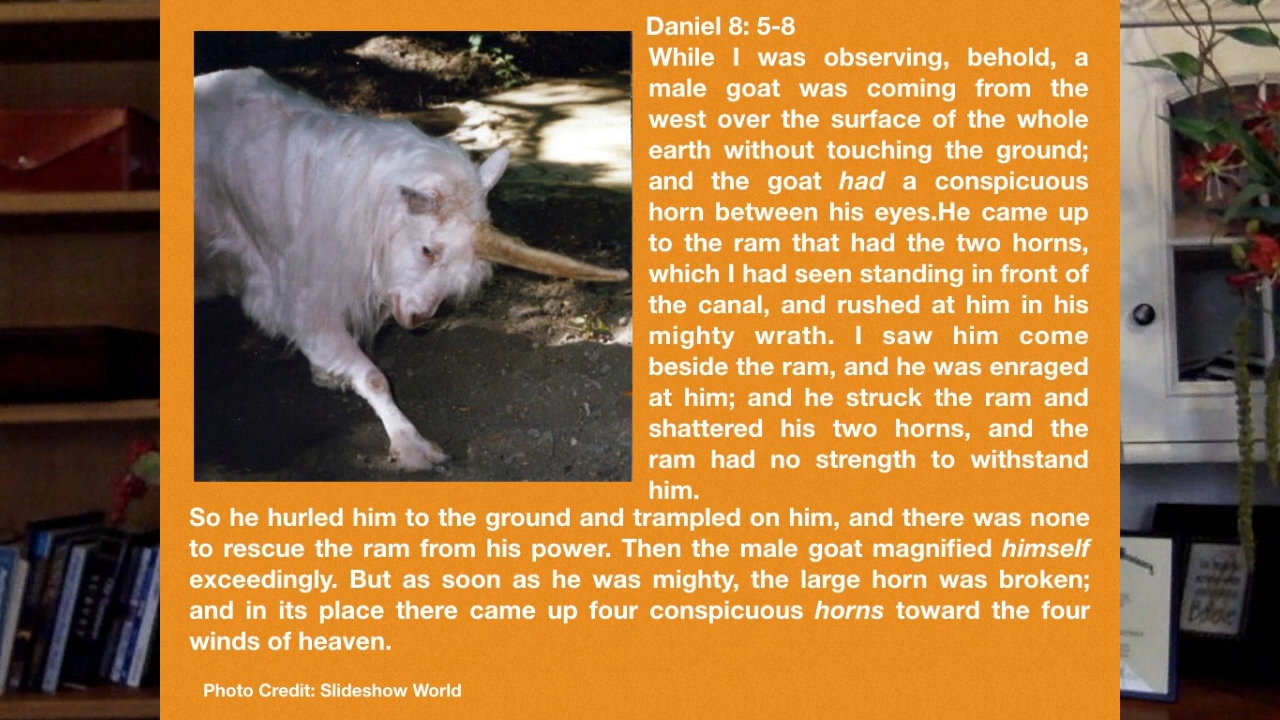 Daniel 8: 5-8
While I was observing, behold, a
male goat was coming from the
west over the surface of the whole
earth without touching the ground;
and the goat had a conspicuous
horn between his eyes.He came up
to the ram that had the two horns,
which I had seen standing in front of
the canal, and rushed at him in his
mighty wrath. I saw him come
beside the ram, and he was enraged
at him; and he struck the ram and
shattered his two horns, and the
ram had no strength to withstand
him.
So he hurled him to the ground and trampled on him, and there was none
to rescue the ram from his power. Then the male goat magnified himself
exceedingly. But as soon as he was mighty, the large horn was broken;
and in its place there came up four conspicuous horns toward the four
winds of heaven.
Photo Credit: Slideshow World